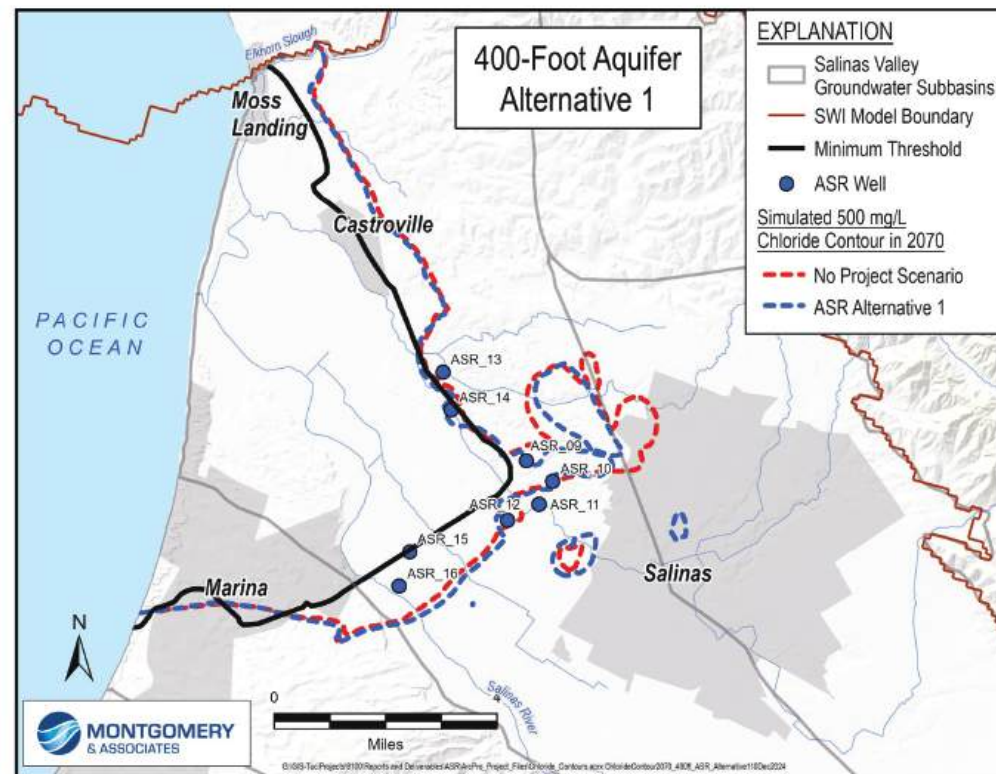 400-Foot Aquifer
Alternative 1
EXPLANATION
Salinas Valley
Groundwater Subbasins
SWI Model Boundary
Minimum Threshold
ASR Well
Simulated 500 mg/L
Chloride Contour in 2070
No Project Scenario
ASR Alternative 1
Elkhorn Slough
Moss
Landing
Castroville
PACIFIC
OCEAN
ASR_13
ASR_14
ASR_09
ASR_10
ASR_12
ASR_11
ASR_15
ASR_16
Marina
Salinas
N
Salinas
River
0
4
Miles
MONTGOMERY
& ASSOCIATES